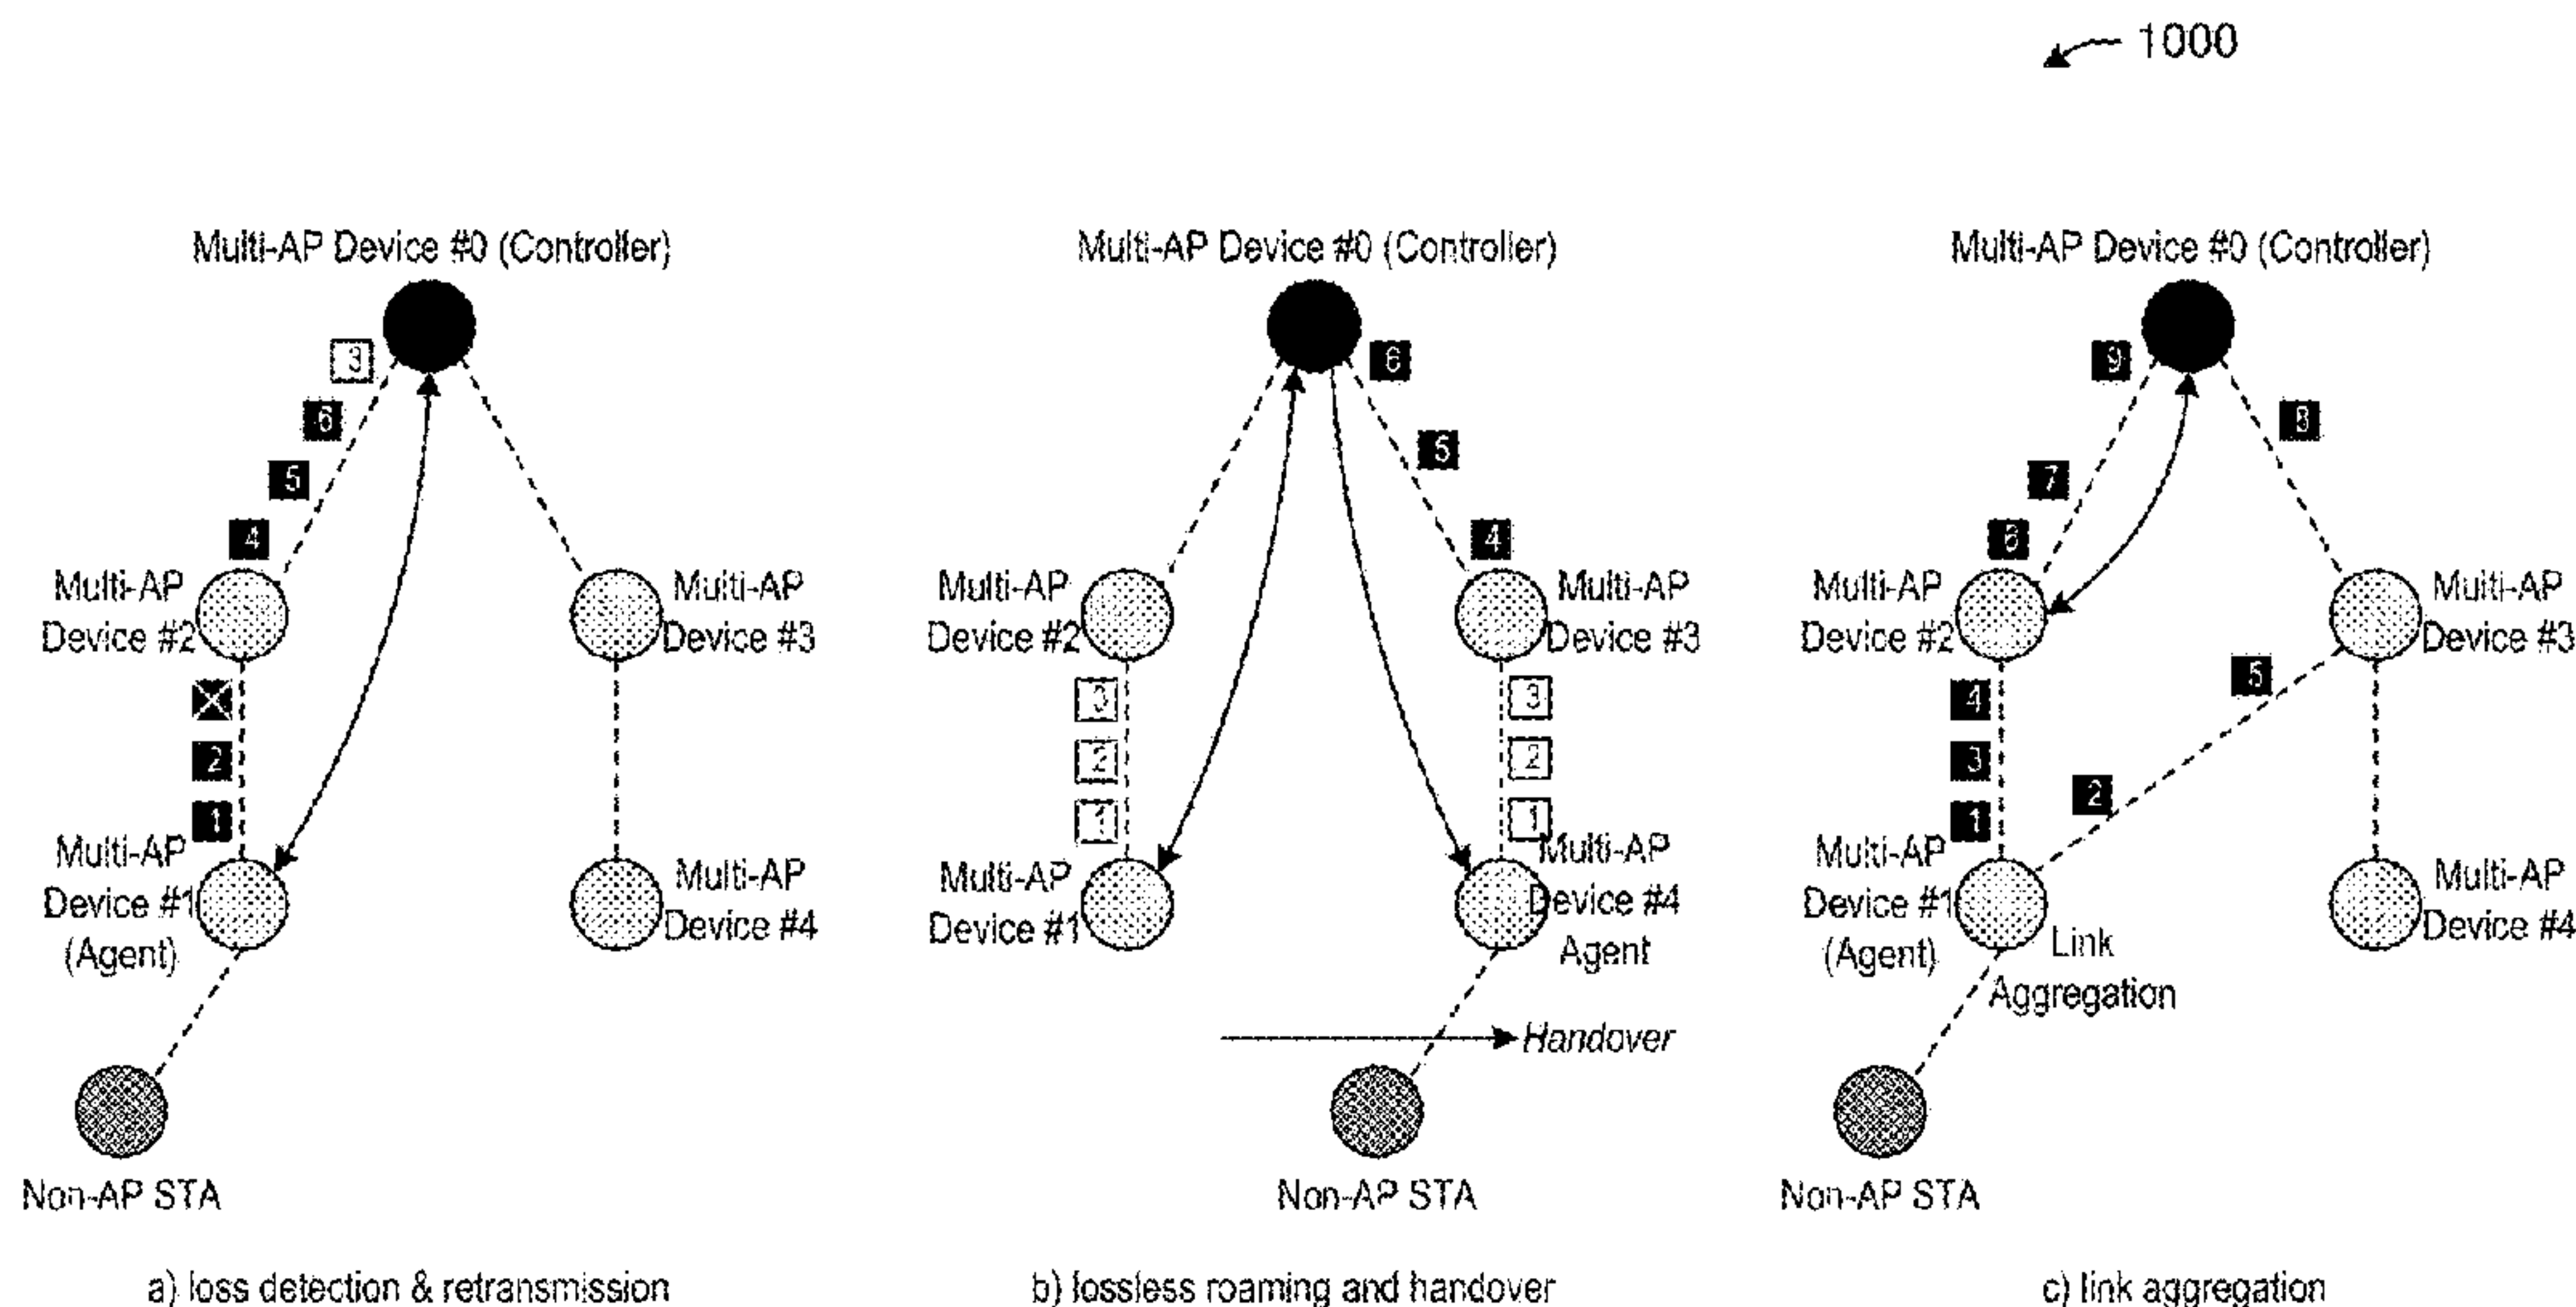 1000
Multi-AP Device #0 (Controller)
3
6
5
4
Multi-AP
Device #2
Multi-AP
Device #3
2
1
Multi-AP
Device #1
(Agent)
Multi-AP
Device #4
Non-AP STA
a) loss detection & retransmission
Multi-AP Device #0 (Controller)
6
5
4
Multi-AP
Device #2
Multi-AP
Device #3
3
2
1
3
2
1
Multi-AP
Device #1
Multi-AP
Device #4
Agent
Handover
Non-AP STA
b) lossless roaming and handover
Multi-AP Device #0 (Controller)
9
8
7
6
Multi-AP
Device #2
Multi-AP
Device #3
5
4
3
2
1
Multi-AP
Device #1
(Agent)
Link
Aggregation
Multi-AP
Device #4
Non-AP STA
c) link aggregation